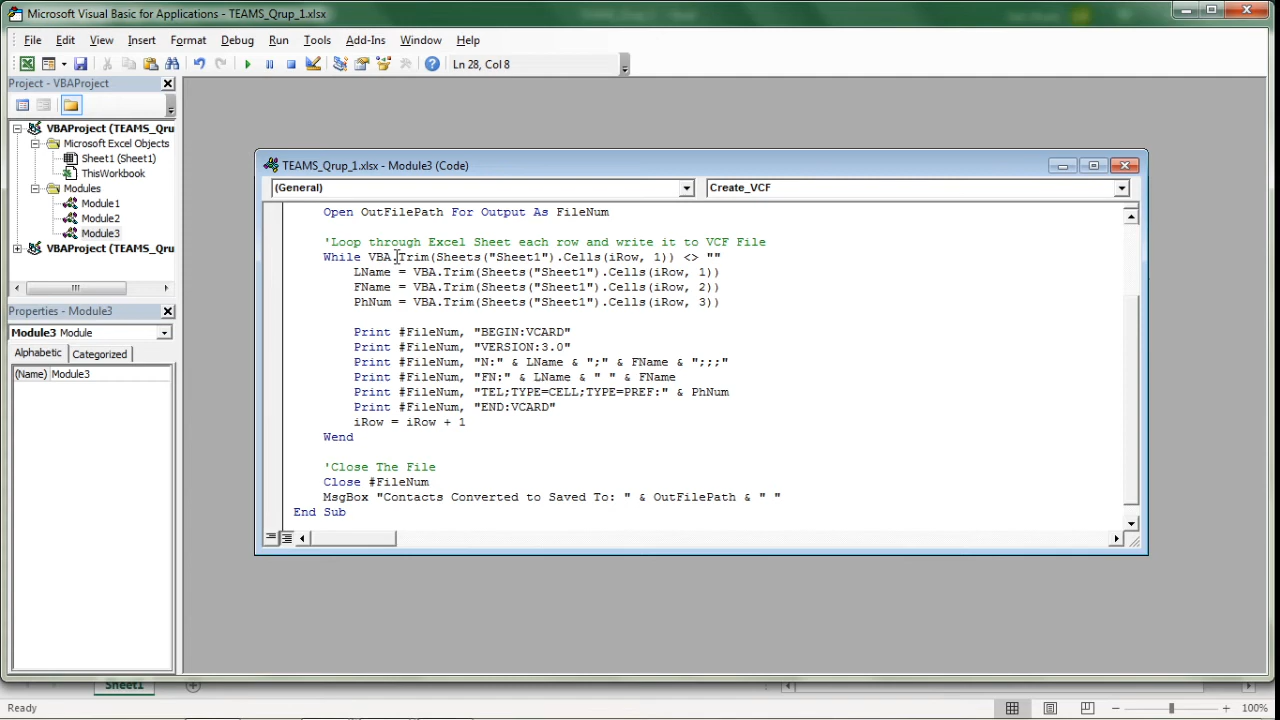 Microsoft Visual Basic for Applications - TEAMS_Qrup_1.xlsx
File Edit View Insert Format Debug Run Tools Add-Ins Window Help
Ln 28, Col 8
Project - VBAProject
VBAProject (TEAMS_Qru
Microsoft Excel Objects
Sheet1 (Sheet1)
ThisWorkbook
Modules
Module1
Module2
Module3
VBAProject (TEAMS_Qru
Properties - Module3
Module3 Module
Alphabetic Categorized
(Name) Module3
TEAMS_Qrup_1.xlsx - Module3 (Code)
(General) Create_VCF
Open OutFilePath For Output As FileNum
'Loop through Excel Sheet each row and write it to VCF File
While VBA.Trim(Sheets("Sheet1").Cells(iRow, 1)) <> ""
LName = VBA.Trim(Sheets("Sheet1").Cells(iRow, 1))
FName = VBA.Trim(Sheets("Sheet1").Cells(iRow, 2))
PhNum = VBA.Trim(Sheets("Sheet1").Cells(iRow, 3))
Print #FileNum, "BEGIN:VCARD"
Print #FileNum, "VERSION:3.0"
Print #FileNum, "N:" & LName & ";" & FName & ";;;"
Print #FileNum, "FN:" & LName & " " & FName
Print #FileNum, "TEL;TYPE=CELL;TYPE=PREF:" & PhNum
Print #FileNum, "END:VCARD"
iRow = iRow + 1
Wend
'Close The File
Close #FileNum
MsgBox "Contacts Converted to Saved To: " & OutFilePath & " "
End Sub
Sheet1
Ready 100%